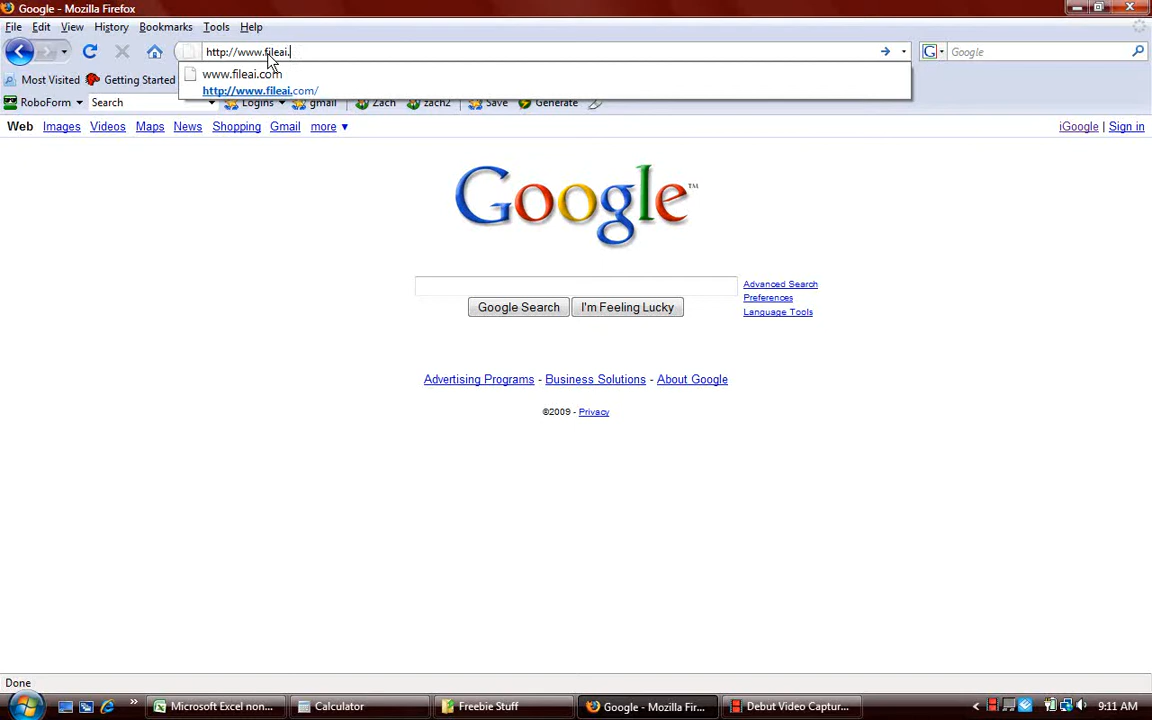 Google - Mozilla Firefox
File Edit View History Bookmarks Tools Help
http://www.fileai.
Google
www.fileai.com
http://www.fileai.com/
Most Visited Getting Started
RoboForm Search Logins gmail Zach zach2 Save Generate
Web Images Videos Maps News Shopping Gmail more ▼ iGoogle | Sign in
Google™
Advanced Search
Preferences
Language Tools
Google Search I'm Feeling Lucky
Advertising Programs - Business Solutions - About Google
©2009 - Privacy
Done
Microsoft Excel non... Calculator Freebie Stuff Google - Mozilla Fir... Debut Video Captur... 9:11 AM